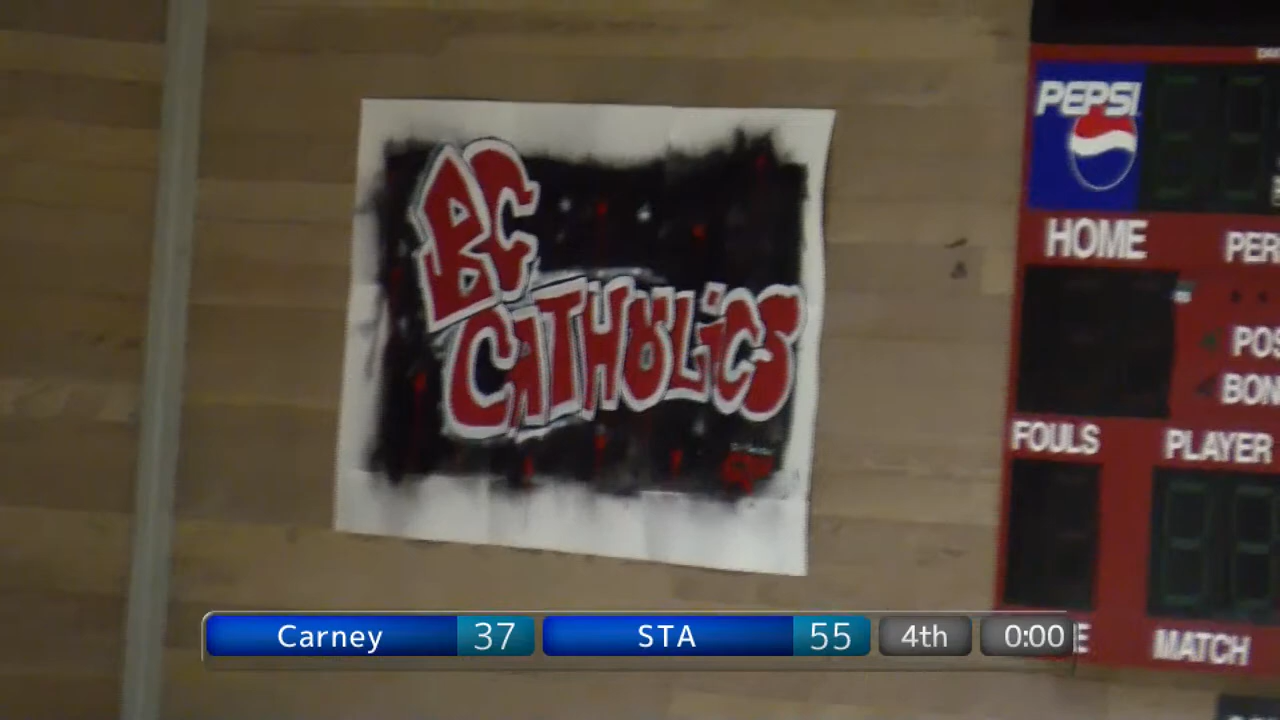 BC
CATHOLiCS
PEPSI
HOME
FOULS PLAYER
MATCH
Carney 37 STA 55 4th 0:00